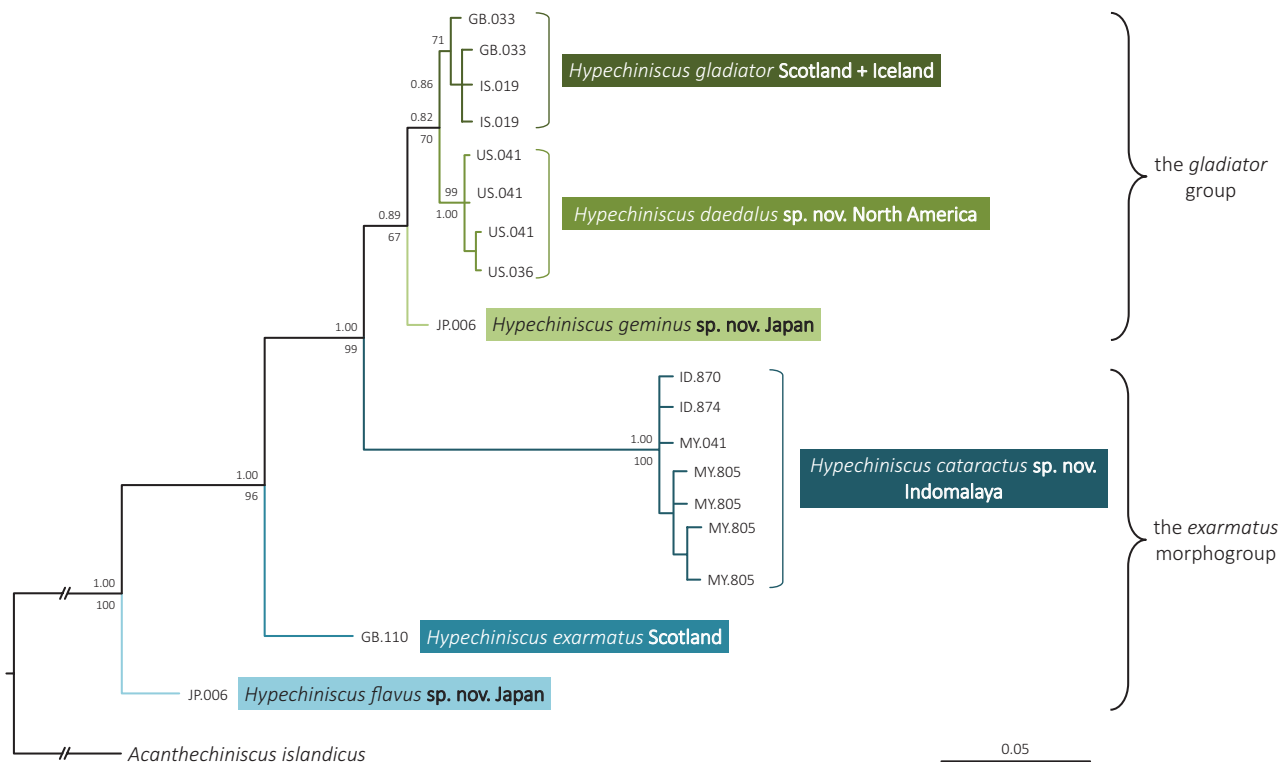 GB.033
71
GB.033
Hypechiniscus gladiator Scotland + Iceland
0.86
IS.019
0.82
IS.019
70
US.041
the gladiator
group
99
US.041
1.00
Hypechiniscus daedalus sp. nov. North America
0.89
67
US.041
US.036
1.00
99
JP.006
Hypechiniscus geminus sp. nov. Japan
ID.870
ID.874
1.00
100
MY.041
MY.805
Hypechiniscus cataractus sp. nov.
Indomalaya
1.00
96
MY.805
MY.805
the exarmatus
morphogroup
MY.805
1.00
100
GB.110
Hypechiniscus exarmatus Scotland
JP.006
Hypechiniscus flavus sp. nov. Japan
Acanthechiniscus islandicus
0.05